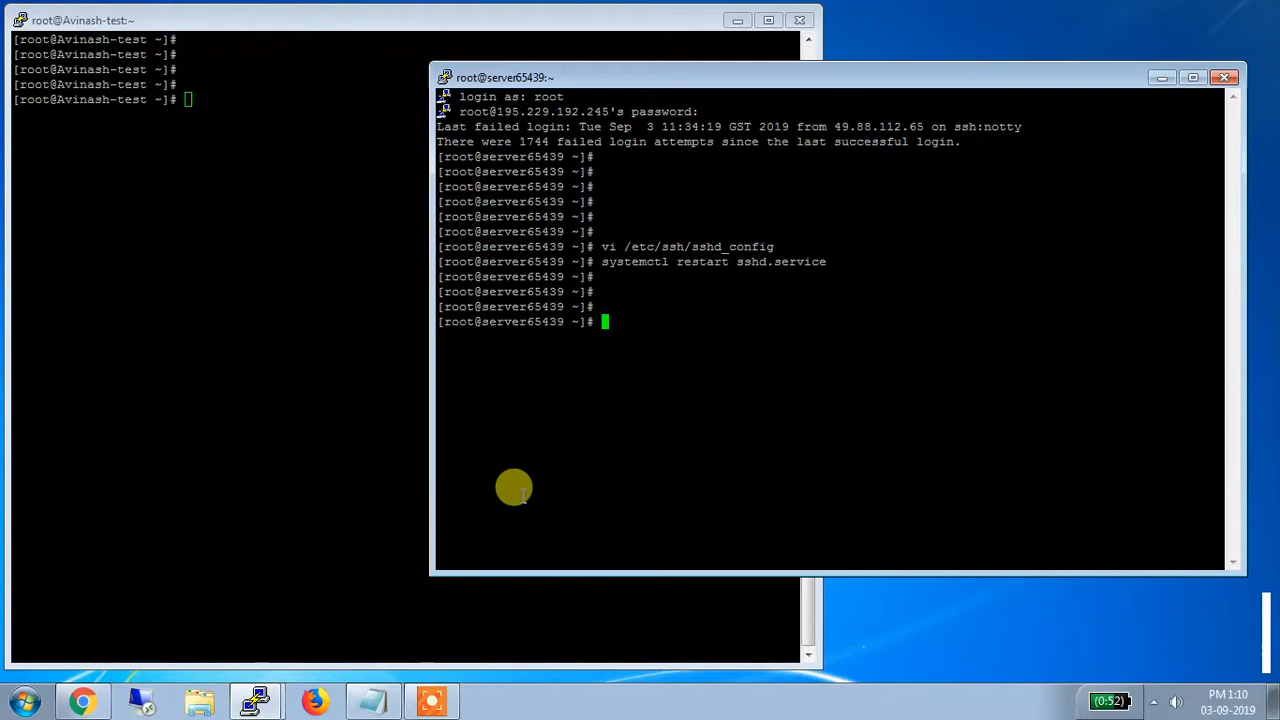 root@Avinash-test:~
[root@Avinash-test ~]#
[root@Avinash-test ~]#
[root@Avinash-test ~]#
[root@Avinash-test ~]#
[root@Avinash-test ~]#
root@server65439:~
login as: root
root@195.229.192.245's password:
Last failed login: Tue Sep  3 11:34:19 GST 2019 from 49.88.112.65 on ssh:notty
There were 1744 failed login attempts since the last successful login.
[root@server65439 ~]#
[root@server65439 ~]#
[root@server65439 ~]#
[root@server65439 ~]#
[root@server65439 ~]#
[root@server65439 ~]#
[root@server65439 ~]# vi /etc/ssh/sshd_config
[root@server65439 ~]# systemctl restart sshd.service
[root@server65439 ~]#
[root@server65439 ~]#
[root@server65439 ~]#
[root@server65439 ~]#
(0:52)
PM 1:10
03-09-2019